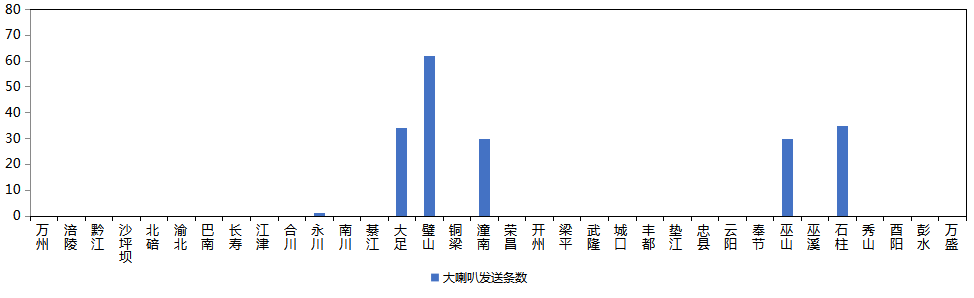 80
70
60
50
40
30
20
10
0
万州
涪陵
黔江
沙坪坝
北碚
渝北
巴南
长寿
江津
合川
永川
南川
綦江
大足
璧山
铜梁
潼南
荣昌
开州
梁平
武隆
城口
丰都
垫江
忠县
云阳
奉节
巫山
巫溪
石柱
秀山
酉阳
彭水
万盛
大喇叭发送条数